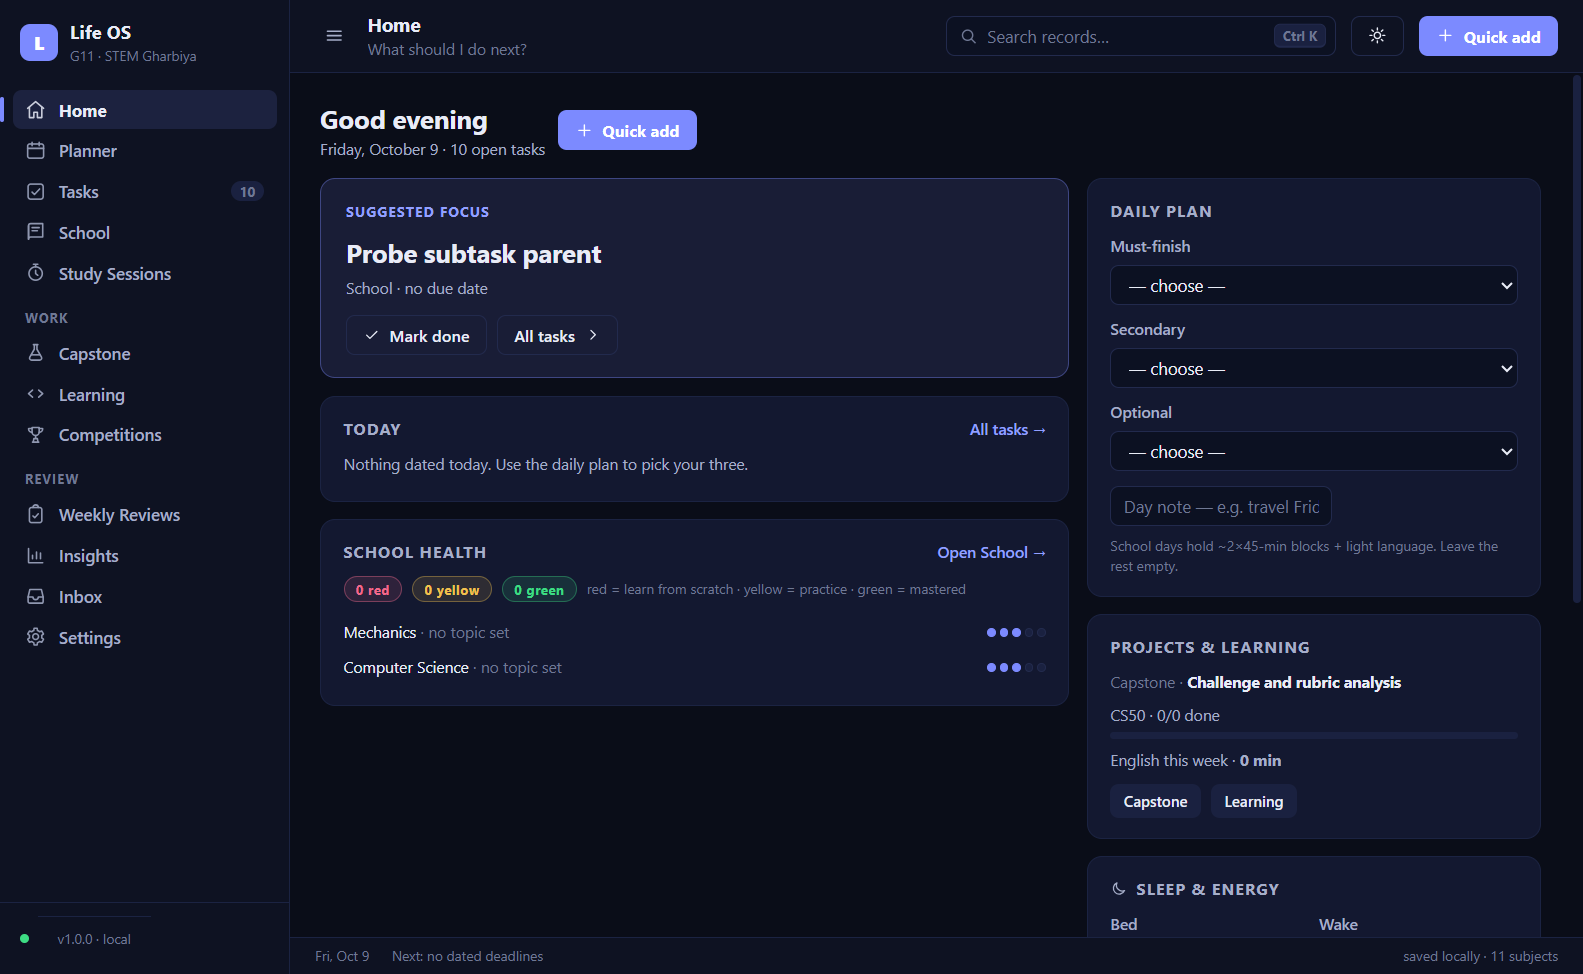 L
Life OS
G11 · STEM Gharbiya
Home
Planner
Tasks
10
School
Study Sessions
WORK
Capstone
Learning
Competitions
REVIEW
Weekly Reviews
Insights
Inbox
Settings
v1.0.0 · local
Home
What should I do next?
Search records...
Ctrl K
Quick add
Good evening
Friday, October 9 · 10 open tasks
Quick add
SUGGESTED FOCUS
Probe subtask parent
School · no due date
Mark done
All tasks
TODAY
All tasks →
Nothing dated today. Use the daily plan to pick your three.
SCHOOL HEALTH
Open School →
0 red
0 yellow
0 green
red = learn from scratch · yellow = practice · green = mastered
Mechanics · no topic set
Computer Science · no topic set
DAILY PLAN
Must-finish
— choose —
Secondary
— choose —
Optional
— choose —
Day note — e.g. travel Fric
School days hold ~2×45-min blocks + light language. Leave the
rest empty.
PROJECTS & LEARNING
Capstone · Challenge and rubric analysis
CS50 · 0/0 done
English this week · 0 min
Capstone
Learning
SLEEP & ENERGY
Bed
Wake
Fri, Oct 9
Next: no dated deadlines
saved locally · 11 subjects